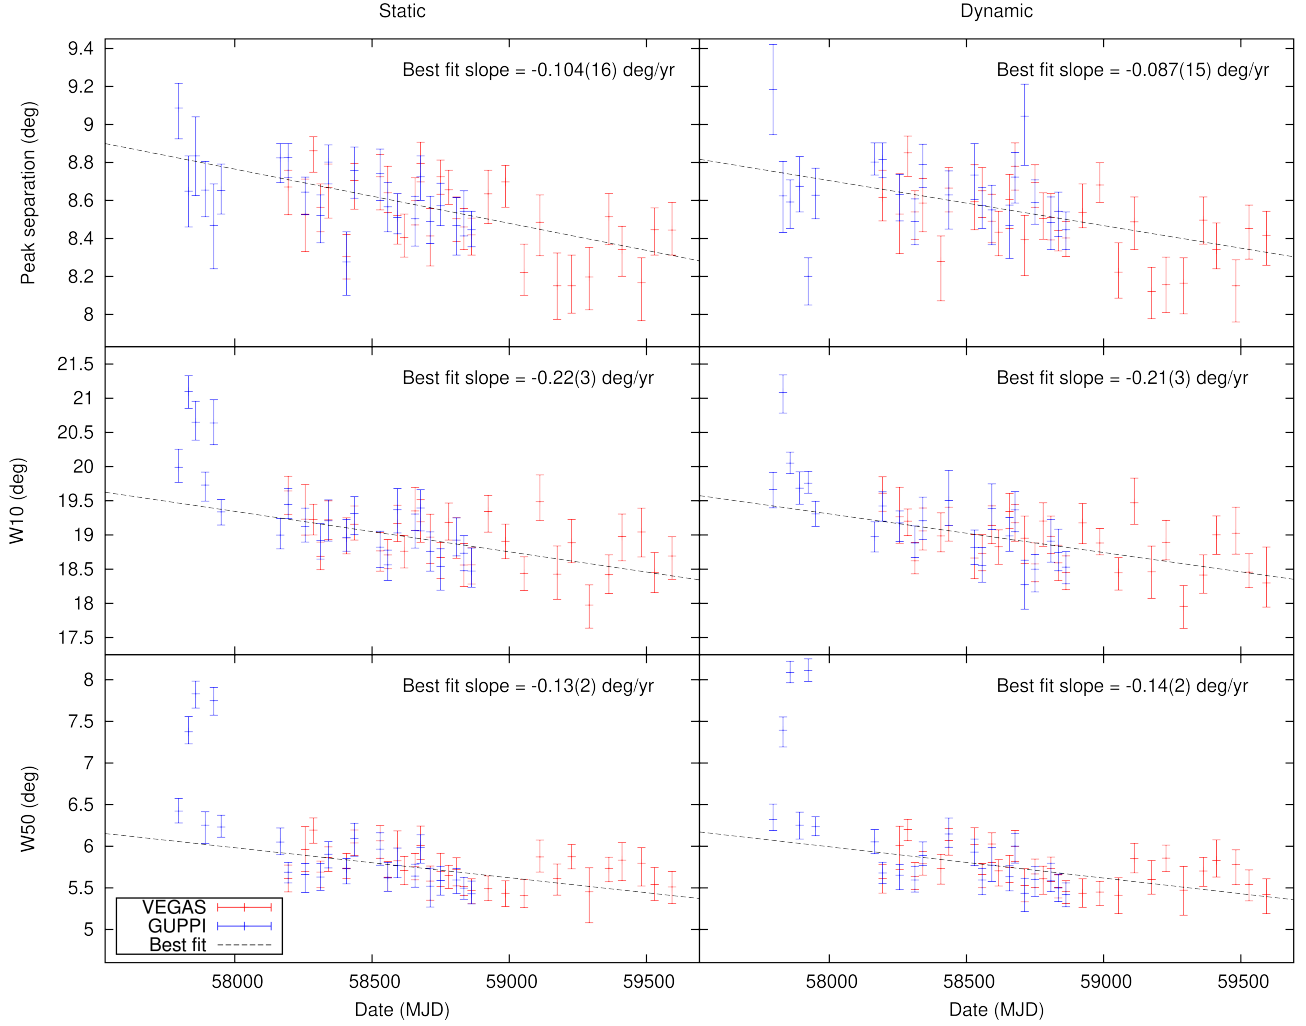 Static
Dynamic
Peak separation (deg)
9.4
9.2
9
8.8
8.6
8.4
8.2
8
Best fit slope = -0.104(16) deg/yr
Best fit slope = -0.087(15) deg/yr
W10 (deg)
21.5
21
20.5
20
19.5
19
18.5
18
17.5
Best fit slope = -0.22(3) deg/yr
Best fit slope = -0.21(3) deg/yr
W50 (deg)
8
7.5
7
6.5
6
5.5
5
Best fit slope = -0.13(2) deg/yr
Best fit slope = -0.14(2) deg/yr
VEGAS
GUPPI
Best fit
58000 58500 59000 59500
58000 58500 59000 59500
Date (MJD)
Date (MJD)